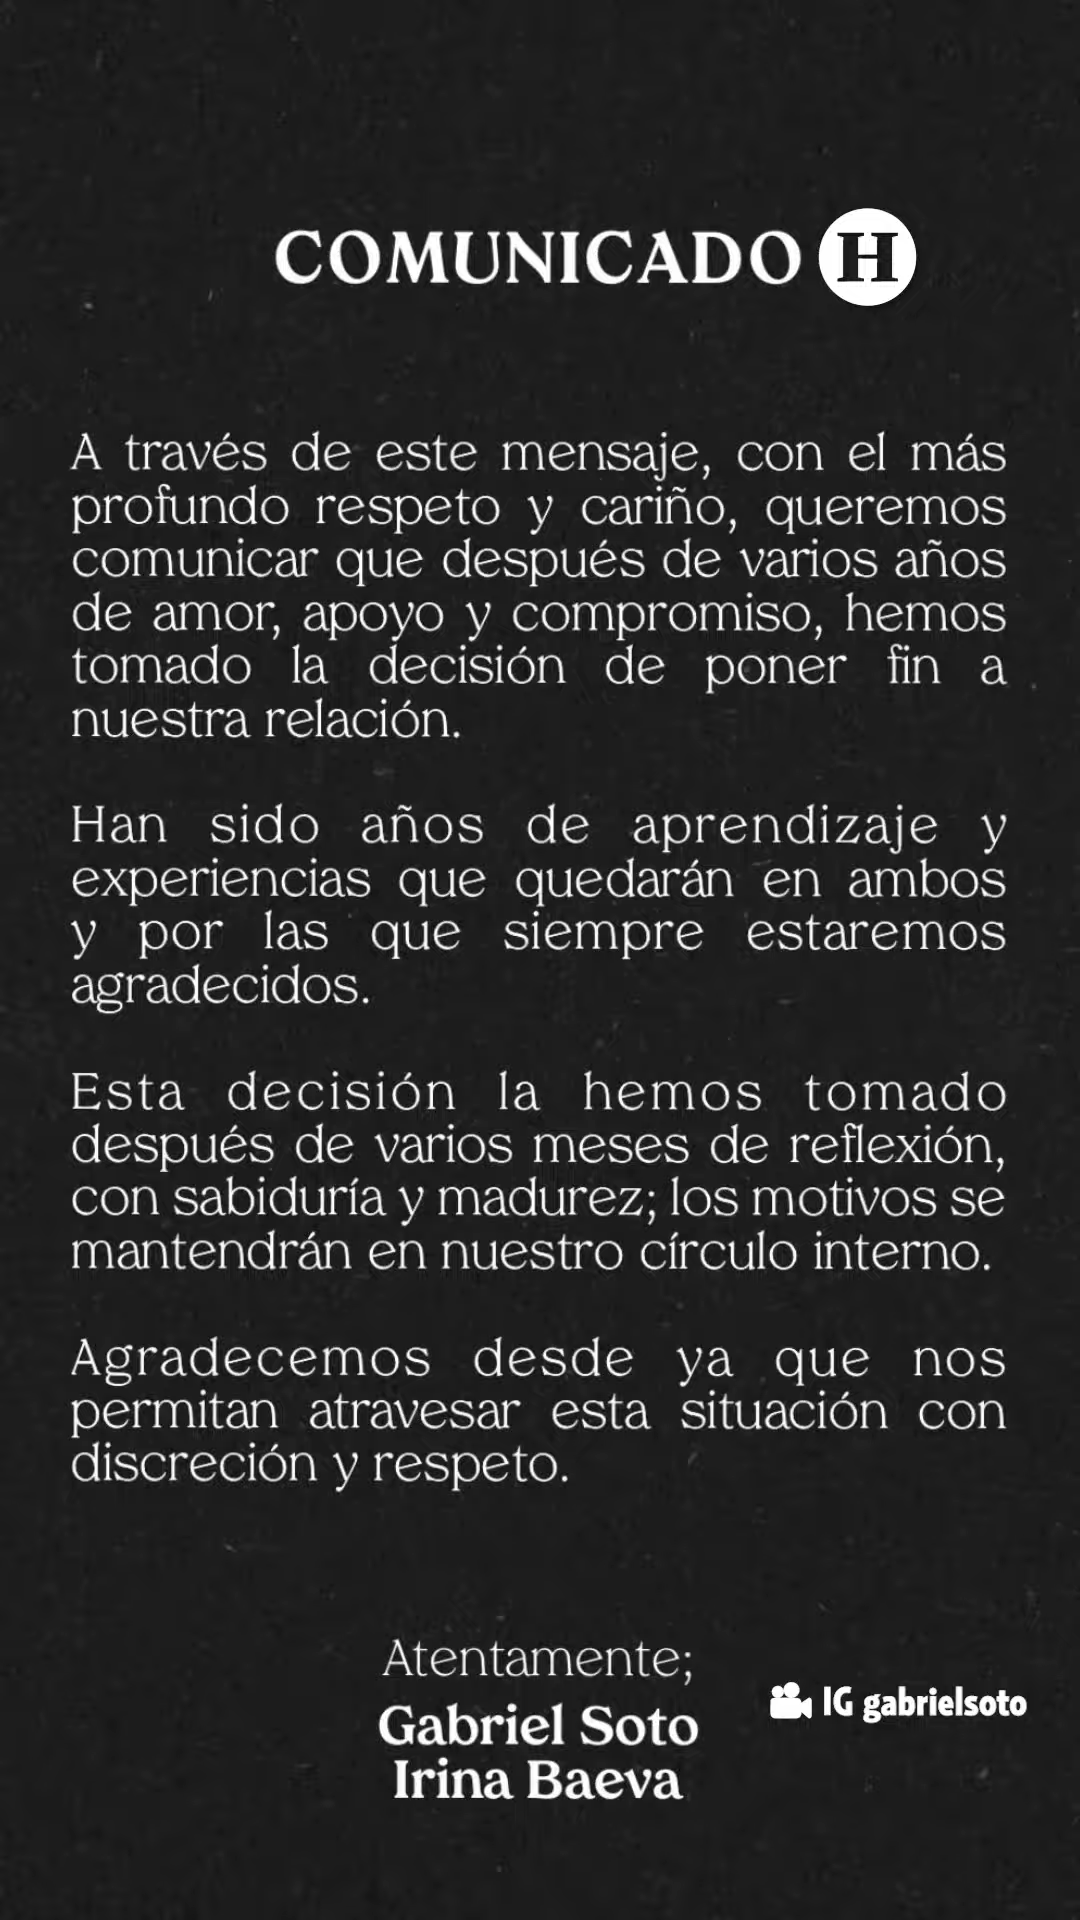 COMUNICADO H
A través de este mensaje, con el más
profundo respeto y cariño, queremos
comunicar que después de varios años
de amor, apoyo y compromiso, hemos
tomado la decisión de poner fin a
nuestra relación.
Han sido años de aprendizaje y
experiencias que quedarán en ambos
y por las que siempre estaremos
agradecidos.
Esta decisión la hemos tomado
después de varios meses de reflexión,
con sabiduría y madurez; los motivos se
mantendrán en nuestro círculo interno.
Agradecemos desde ya que nos
permitan atravesar esta situación con
discreción y respeto.
Atentamente;
Gabriel Soto
Irina Baeva
IG gabrielsoto